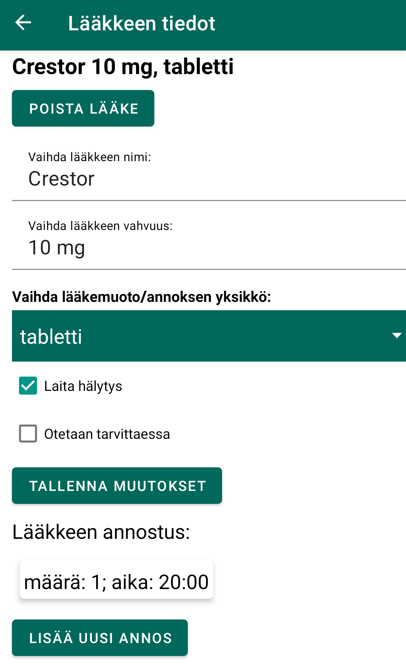 Lääkkeen tiedot
Crestor 10 mg, tabletti
POISTA LÄÄKE
Vaihda lääkkeen nimi:
Crestor
Vaihda lääkkeen vahvuus:
10 mg
Vaihda lääkemuoto/annoksen yksikkö:
tabletti
Laita hälytys
Otetaan tarvittaessa
TALLENNA MUUTOKSET
Lääkkeen annostus:
määrä: 1; aika: 20:00
LISÄÄ UUSI ANNOS